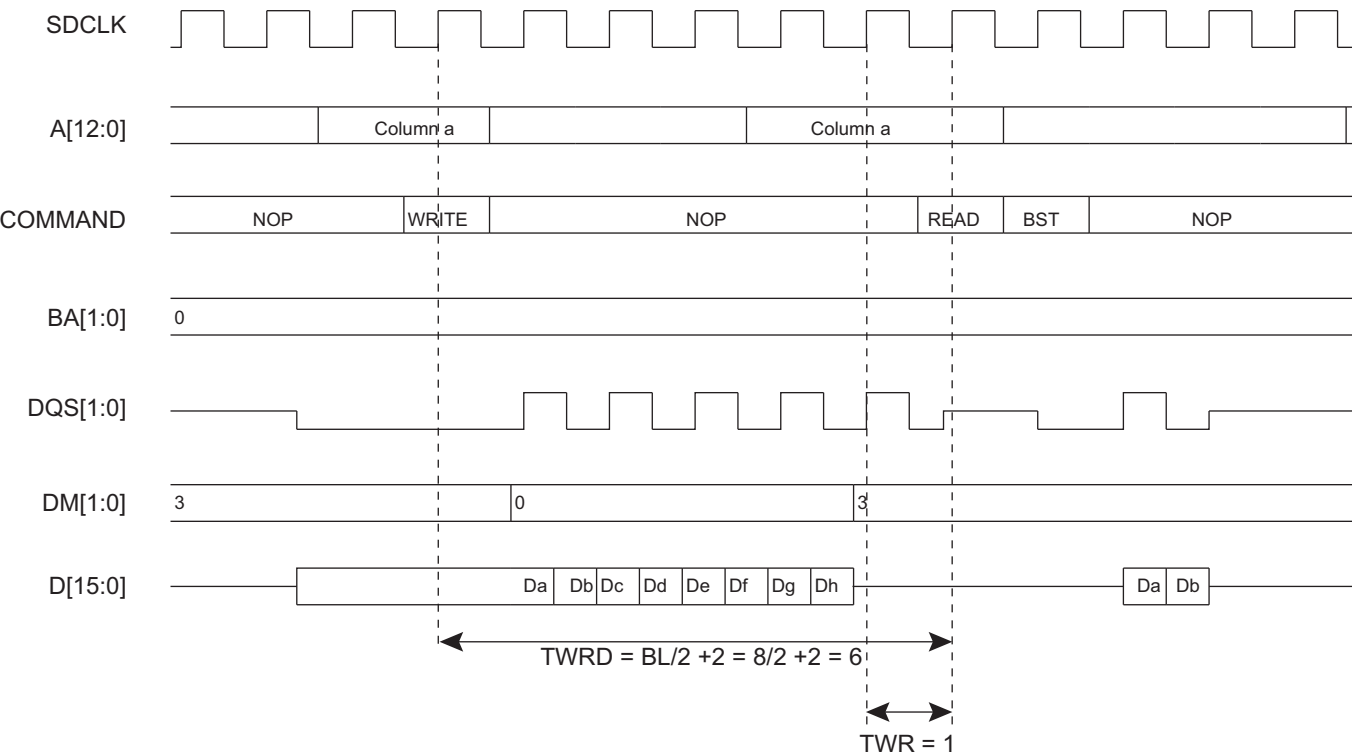 SDCLK
A[12:0] Column a Column a
COMMAND NOP WRITE NOP READ BST NOP
BA[1:0] 0
DQS[1:0]
DM[1:0] 3 0 3
D[15:0] Da Db Dc Dd De Df Dg Dh Da Db
TWRD = BL/2 +2 = 8/2 +2 = 6
TWR = 1